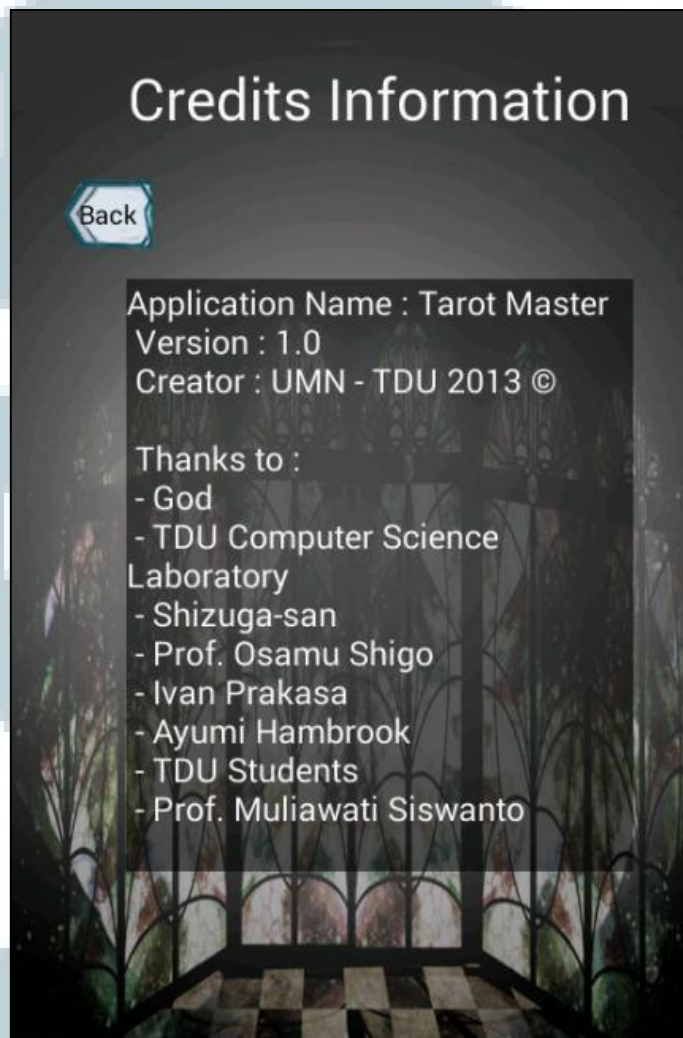 Credits Information
Back
Application Name : Tarot Master
Version : 1.0
Creator : UMN - TDU 2013 ©
Thanks to :
- God
- TDU Computer Science
Laboratory
- Shizuga-san
- Prof. Osamu Shigo
- Ivan Prakasa
- Ayumi Hambrook
- TDU Students
- Prof. Muliawati Siswanto